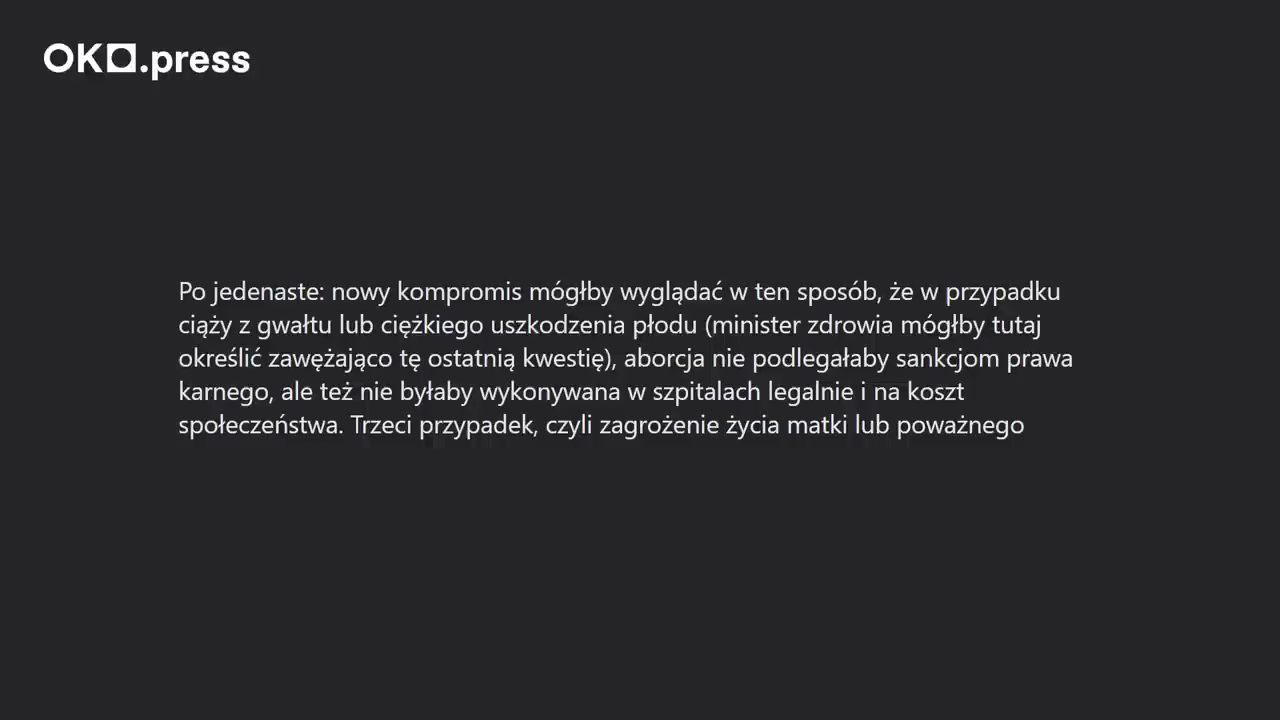 OKO.press
Po jedenaste: nowy kompromis mógłby wyglądać w ten sposób, że w przypadku
ciąży z gwałtu lub ciężkiego uszkodzenia płodu (minister zdrowia mógłby tutaj
określić zawężająco tę ostatnią kwestię), aborcja nie podlegałaby sankcjom prawa
karnego, ale też nie byłaby wykonywana w szpitalach legalnie i na koszt
społeczeństwa. Trzeci przypadek, czyli zagrożenie życia matki lub poważnego